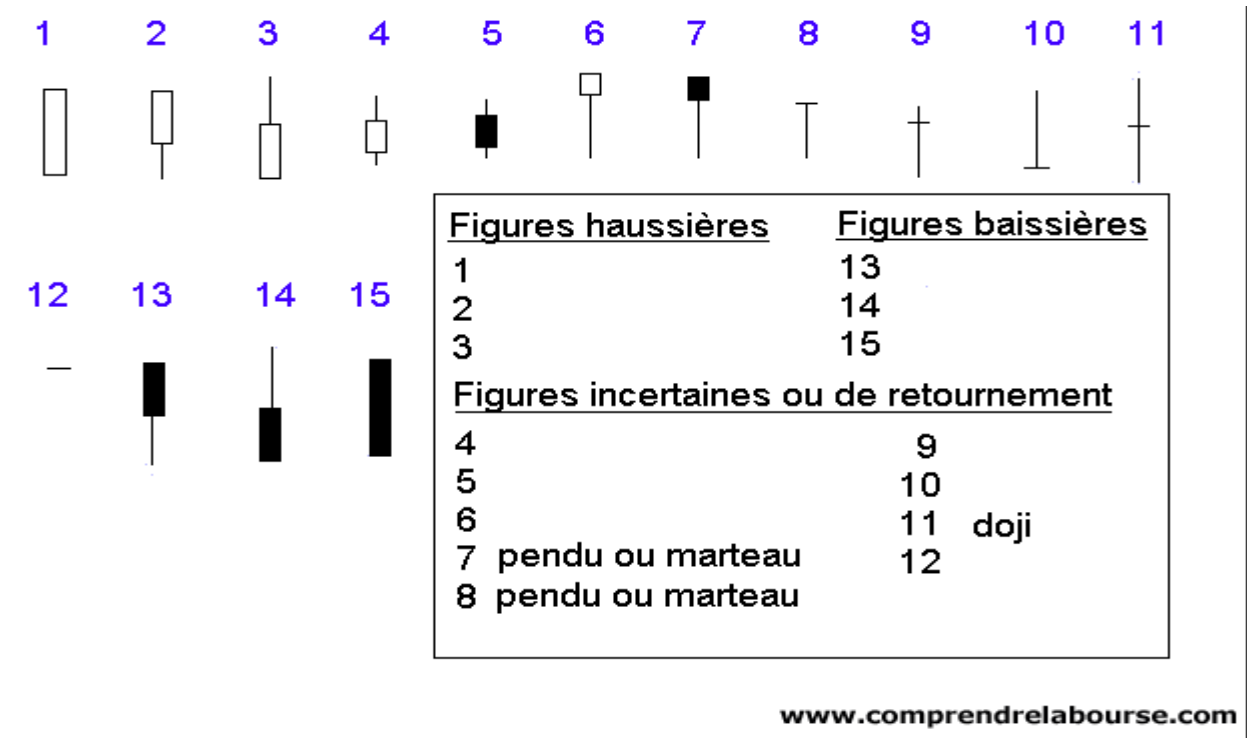 1 2 3 4 5 6 7 8 9 10 11
12 13 14 15
Figures haussières
1
2
3
Figures baissières
13
14
15
Figures incertaines ou de retournement
4
5
6
7 pendu ou marteau
8 pendu ou marteau
9
10
11 doji
12
www.comprendrelabourse.com